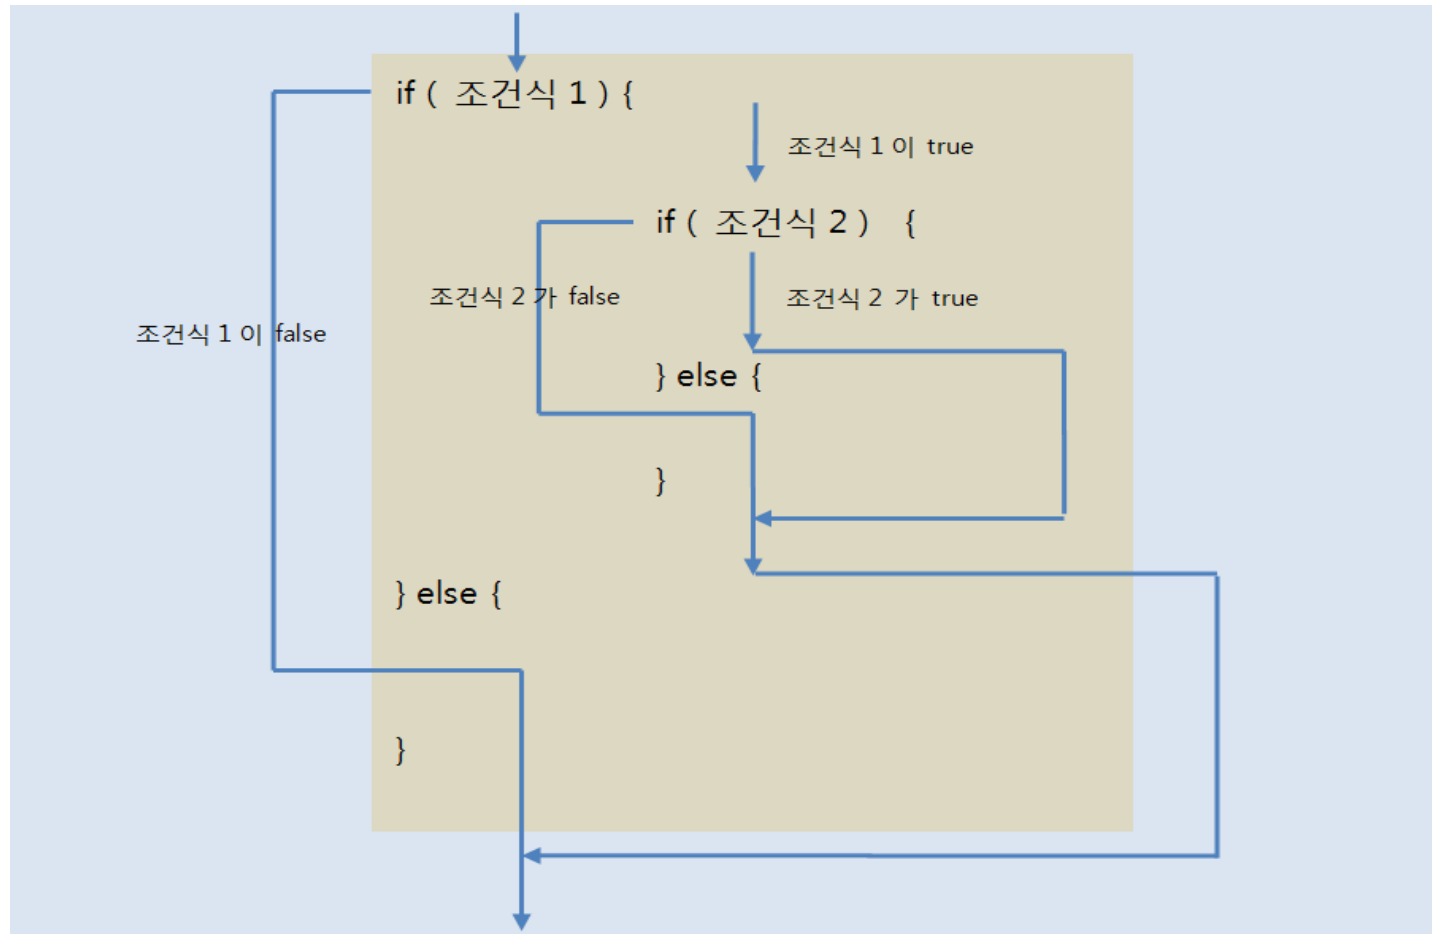 if ( 조건식 1 ) {
조건식 1 이 true
if ( 조건식 2 ) {
조건식 2 가 false
조건식 2 가 true
조건식 1 이 false
} else {
}
} else {
}